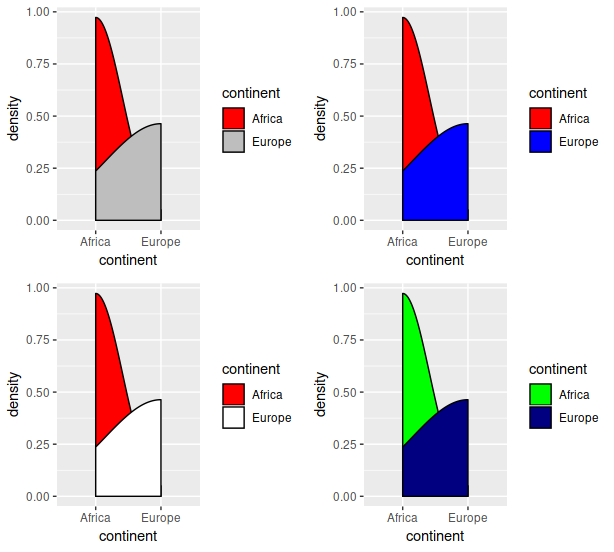 1.00
0.75
density
0.50
0.25
0.00
Africa Europe
continent
continent
Africa
Europe
1.00
0.75
density
0.50
0.25
0.00
Africa Europe
continent
continent
Africa
Europe
1.00
0.75
density
0.50
0.25
0.00
Africa Europe
continent
continent
Africa
Europe
1.00
0.75
density
0.50
0.25
0.00
Africa Europe
continent
continent
Africa
Europe